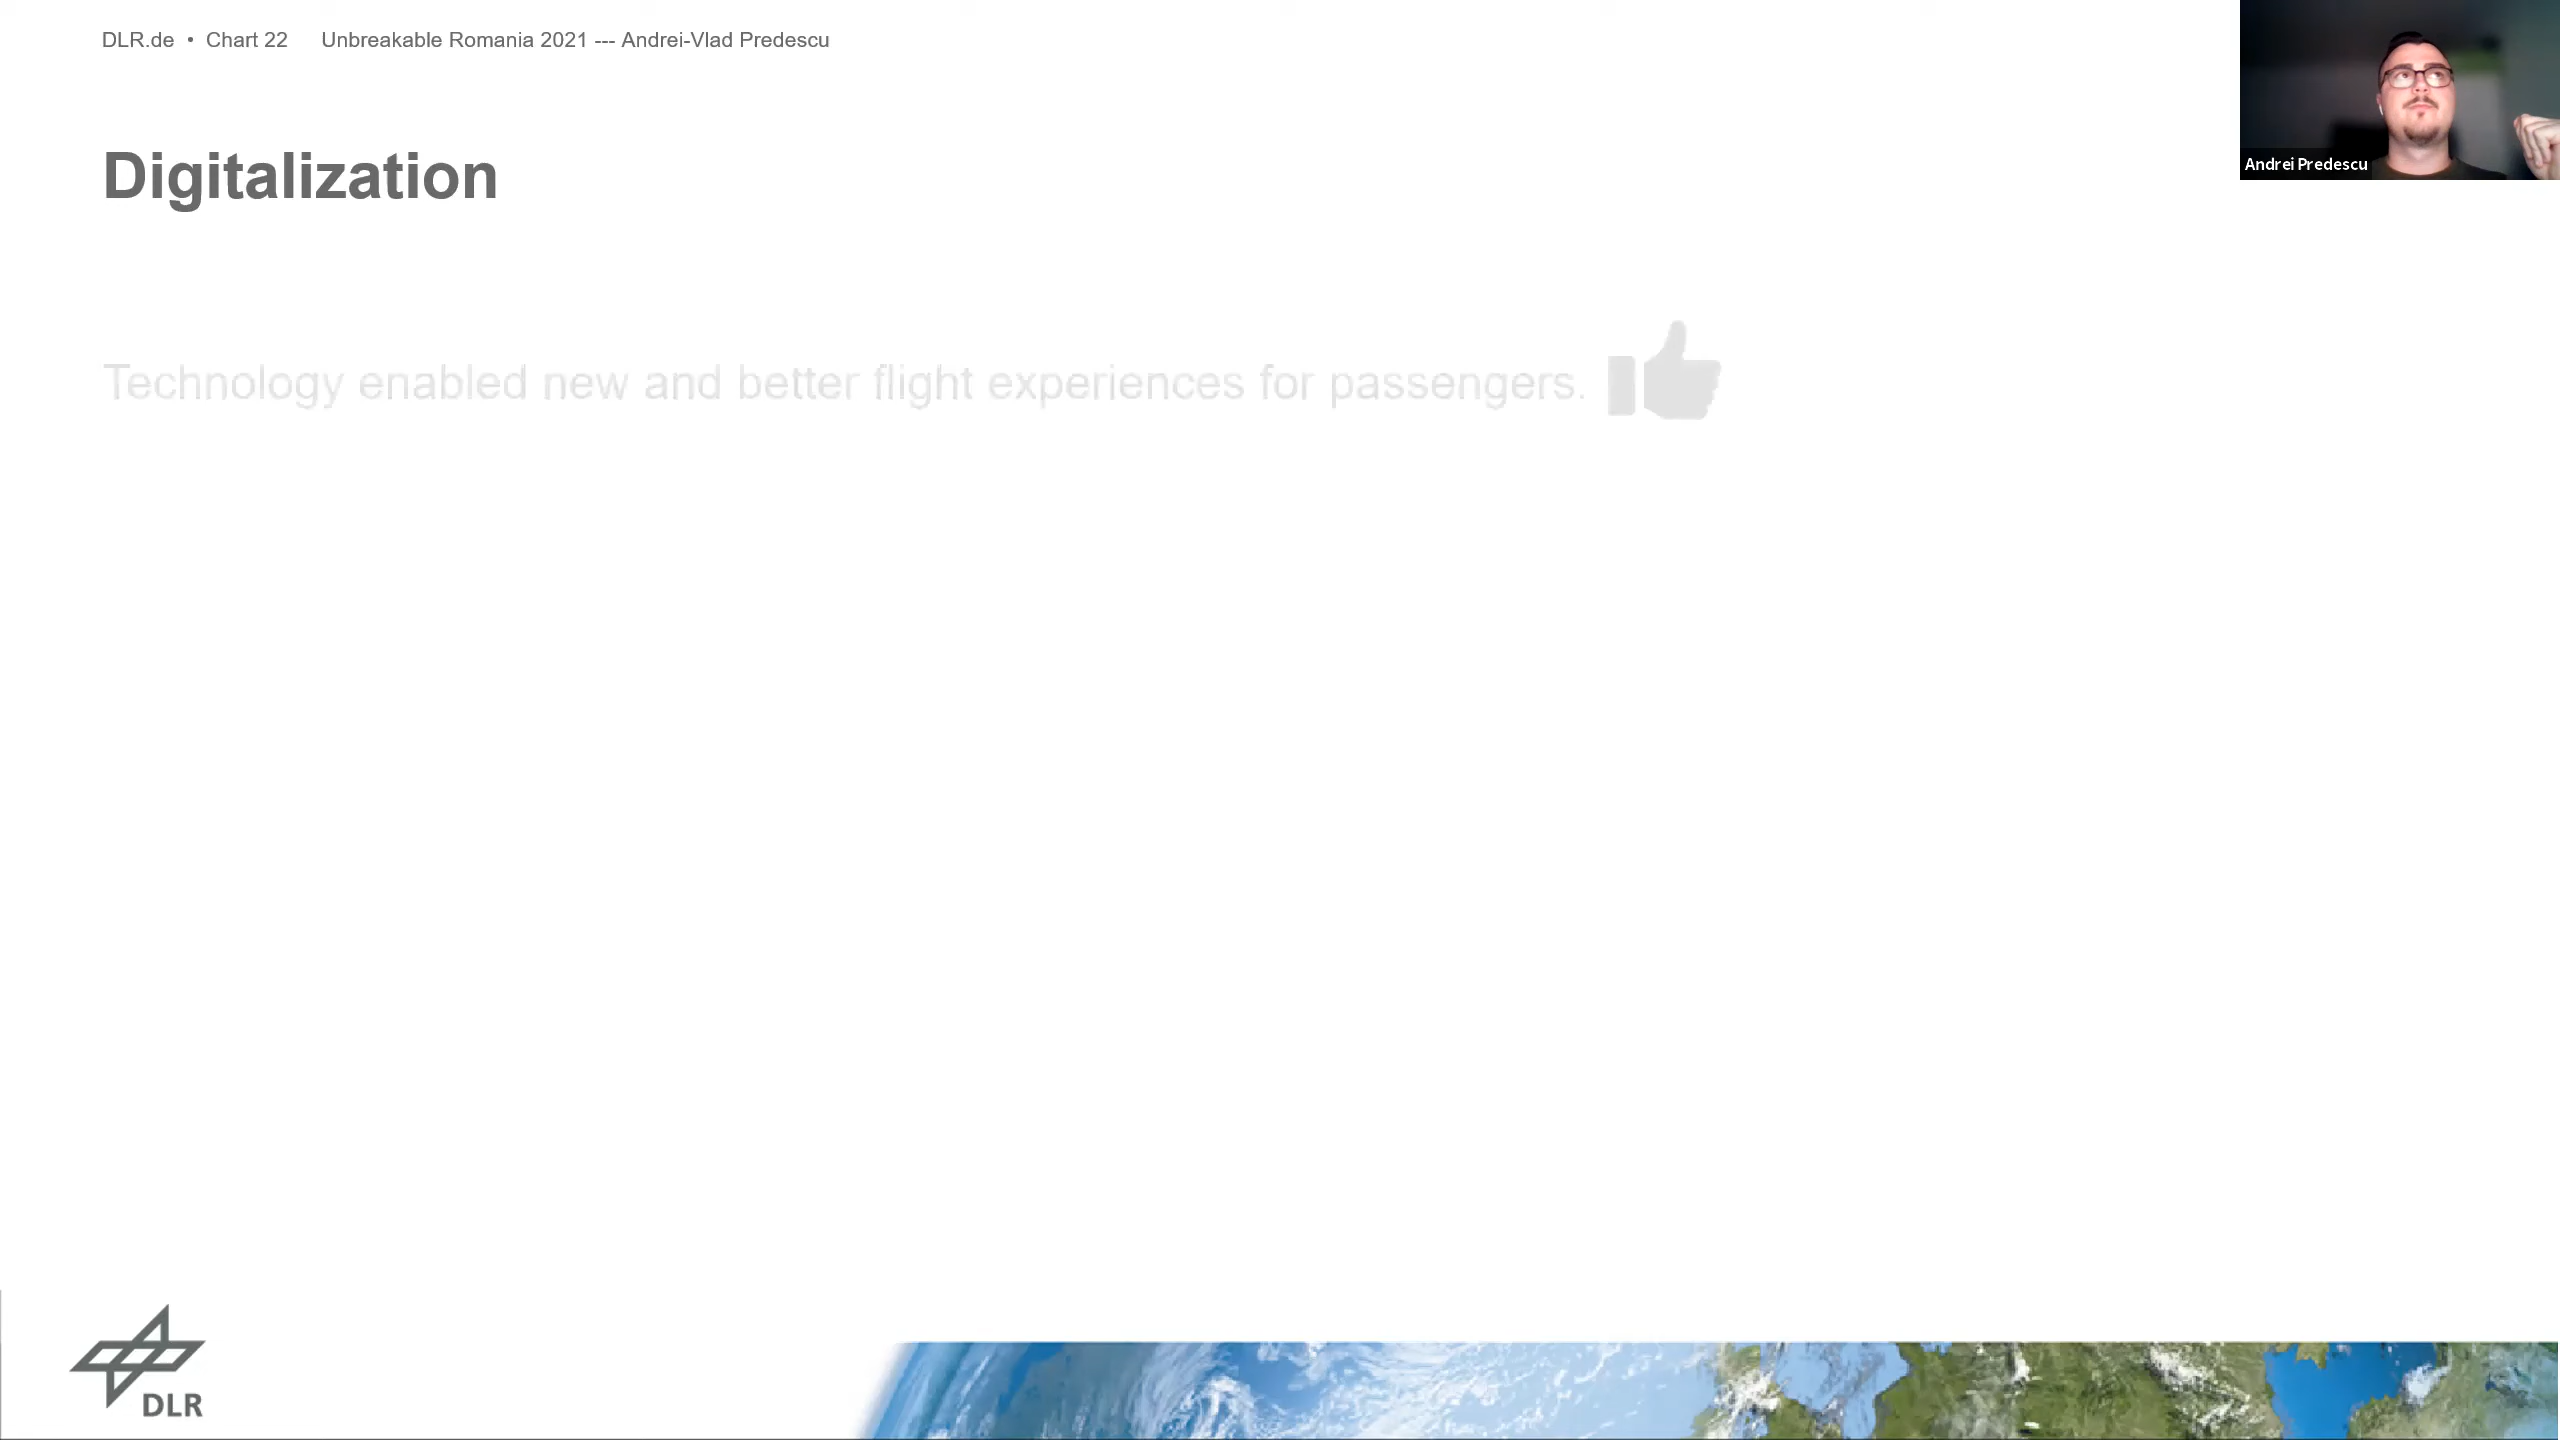 DLR.de • Chart 22 Unbreakable Romania 2021 --- Andrei-Vlad Predescu
Andrei Predescu
Digitalization
Technology enabled new and better flight experiences for passengers.
DLR